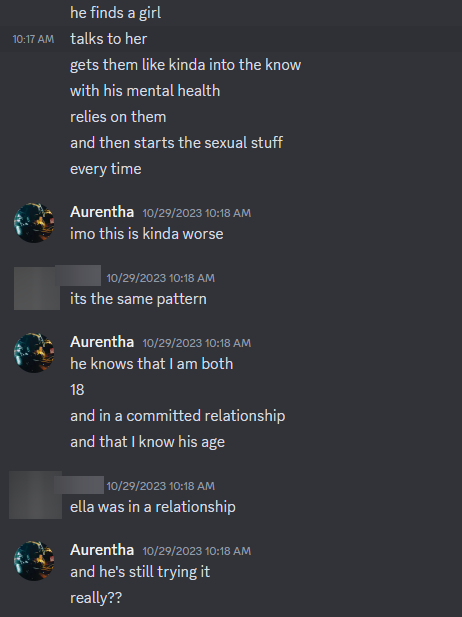 he finds a girl
10:17 AM talks to her
gets them like kinda into the know
with his mental health
relies on them
and then starts the sexual stuff
every time
Aurentha 10/29/2023 10:18 AM
imo this is kinda worse
10/29/2023 10:18 AM
its the same pattern
Aurentha 10/29/2023 10:18 AM
he knows that I am both
18
and in a committed relationship
and that I know his age
10/29/2023 10:18 AM
ella was in a relationship
Aurentha 10/29/2023 10:18 AM
and he's still trying it
really??